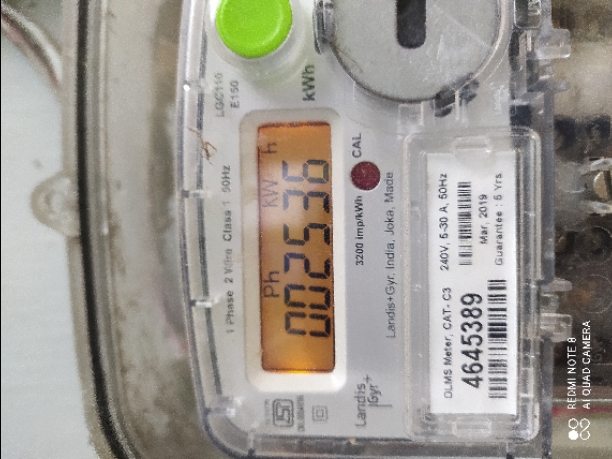 LGC110
E150
kWh
1 Phase 2 Wire Class 1 50Hz
Ph kW h
002536
CAL
3200 imp/kWh
Landis+Gyr, India, Joka, Made
Landis
Gyr+
DLMS Meter, CAT- C3
4645389
240V, 5-30 A, 50Hz
Mar, 2019
Guarantee : 5 Yrs.
REDMI NOTE 8
AI QUAD CAMERA